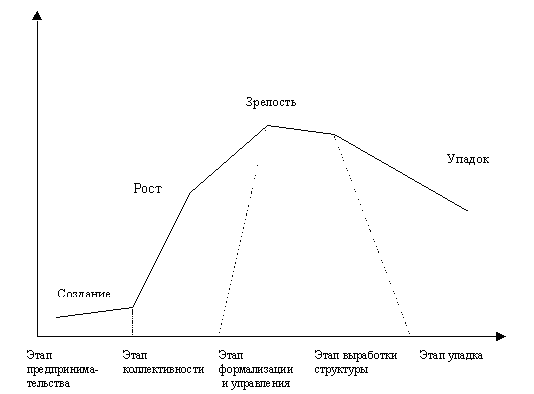 Зрелость
Упадок
Рост
Создание
Этап
предпринима-
тельства
Этап
коллективности
Этап
формализации
и управления
Этап выработки
структуры
Этап упадка